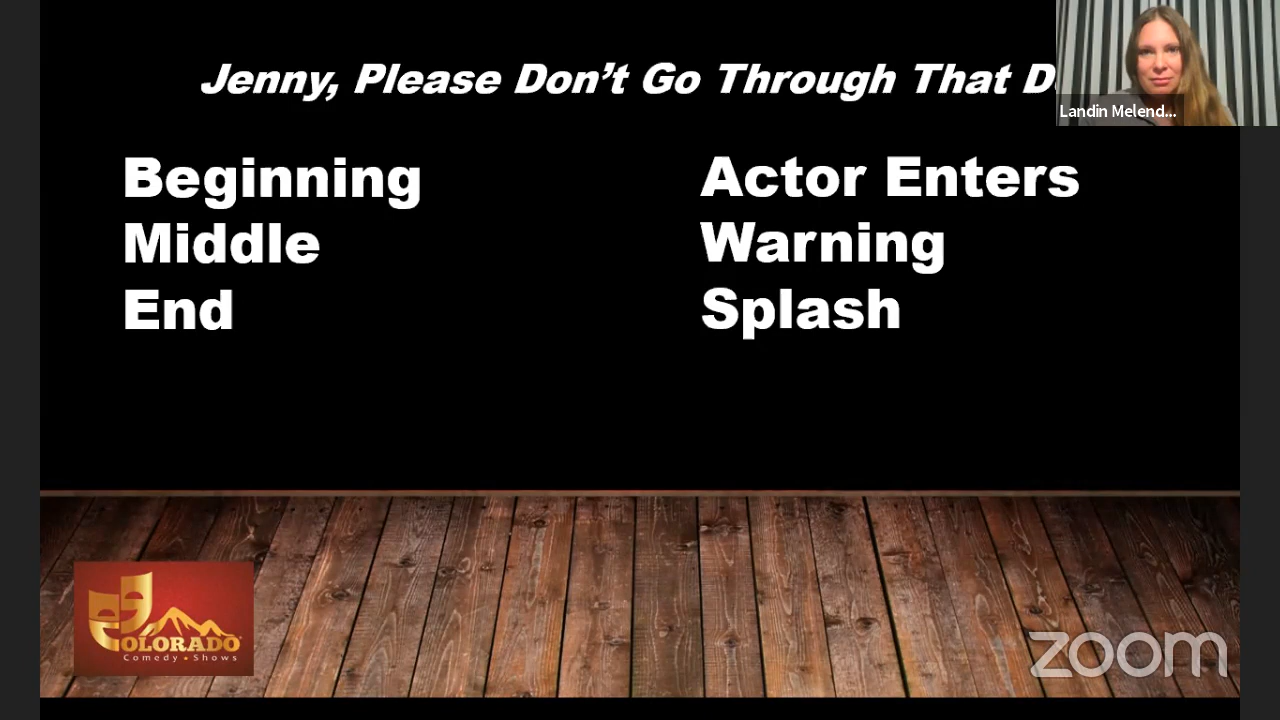 Jenny, Please Don't Go Through That
Landin Melend...
Beginning
Middle
End
Actor Enters
Warning
Splash
COLORADO
Comedy • Shows
zoom